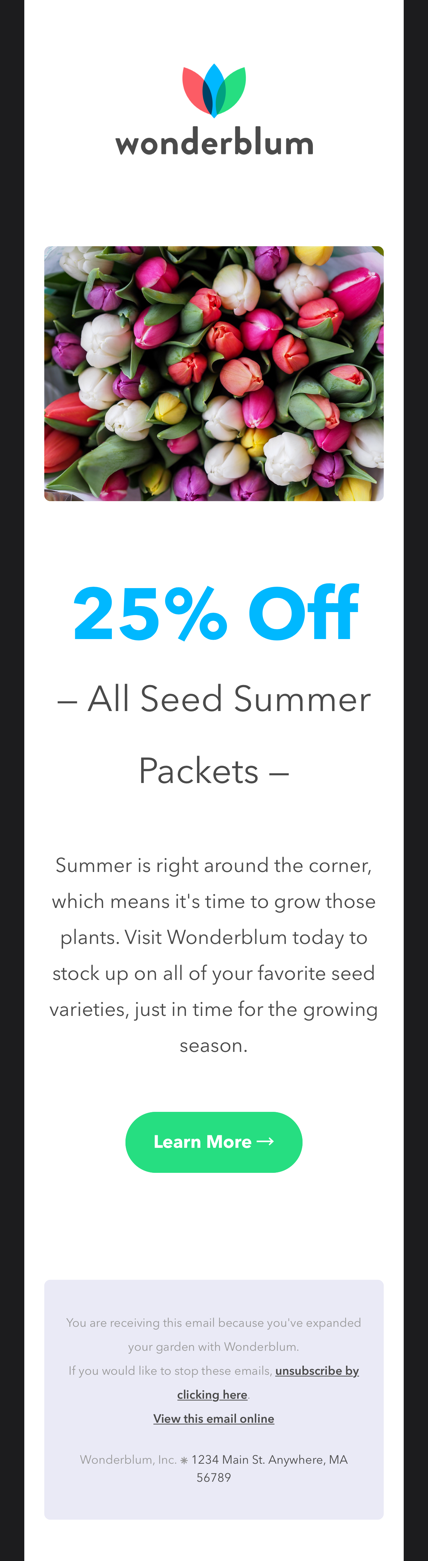 wonderblum
25% Off
– All Seed Summer
Packets –
Summer is right around the corner,
which means it's time to grow those
plants. Visit Wonderblum today to
stock up on all of your favorite seed
varieties, just in time for the growing
season.
Learn More →
You are receiving this email because you've expanded
your garden with Wonderblum.
If you would like to stop these emails, unsubscribe by
clicking here.
View this email online
Wonderblum, Inc. ⁕ 1234 Main St. Anywhere, MA
56789